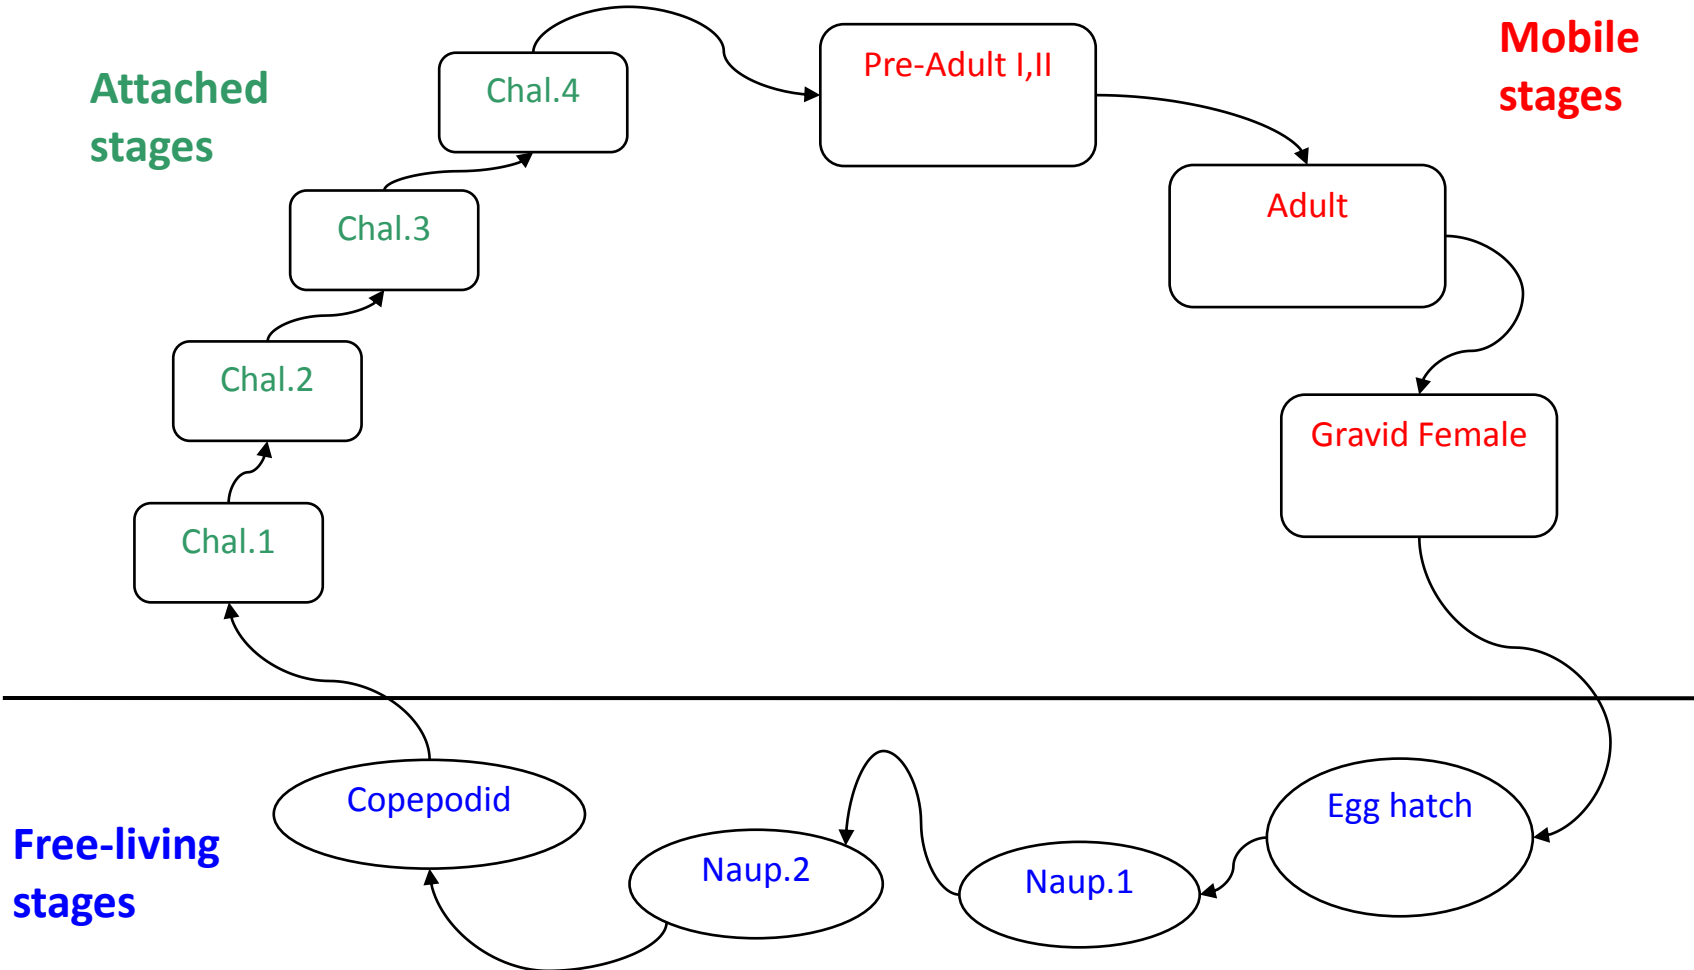 Attached
stages
Chal.4
Chal.3
Chal.2
Chal.1
Pre-Adult I,II
Mobile
stages
Adult
Gravid Female
Free-living
stages
Copepodid
Naup.2
Naup.1
Egg hatch